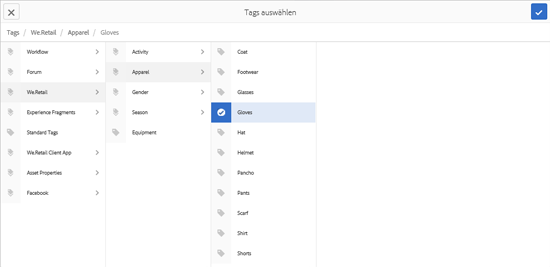 Tags auswählen
Tags / We.Retail / Apparel / Gloves
Workflow
Forum
We.Retail
Experience Fragments
Standard Tags
We.Retail Client App
Asset Properties
Facebook
Activity
Apparel
Gender
Season
Equipment
Coat
Footwear
Glasses
Gloves
Hat
Helmet
Pancho
Pants
Scarf
Shirt
Shorts